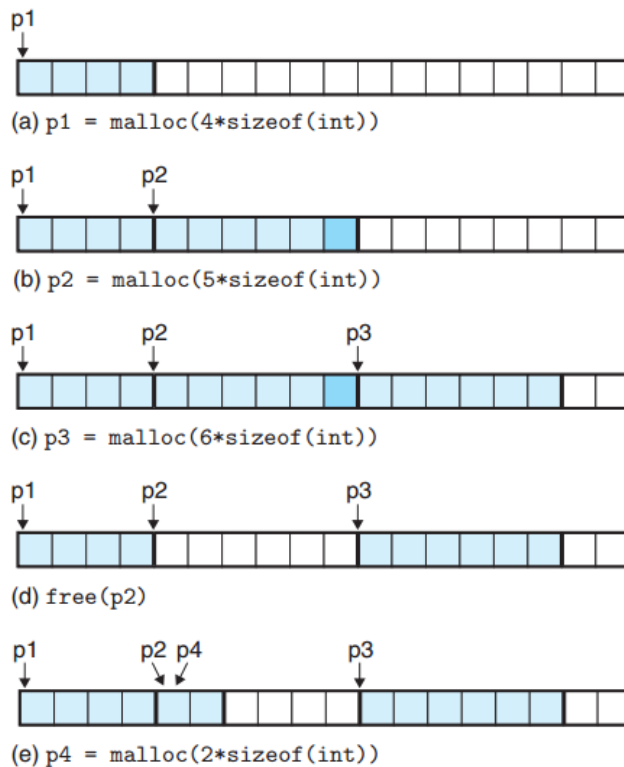 p1
(a) p1 = malloc(4*sizeof(int))
p1 p2
(b) p2 = malloc(5*sizeof(int))
p1 p2 p3
(c) p3 = malloc(6*sizeof(int))
p1 p2 p3
(d) free(p2)
p1 p2 p4 p3
(e) p4 = malloc(2*sizeof(int))